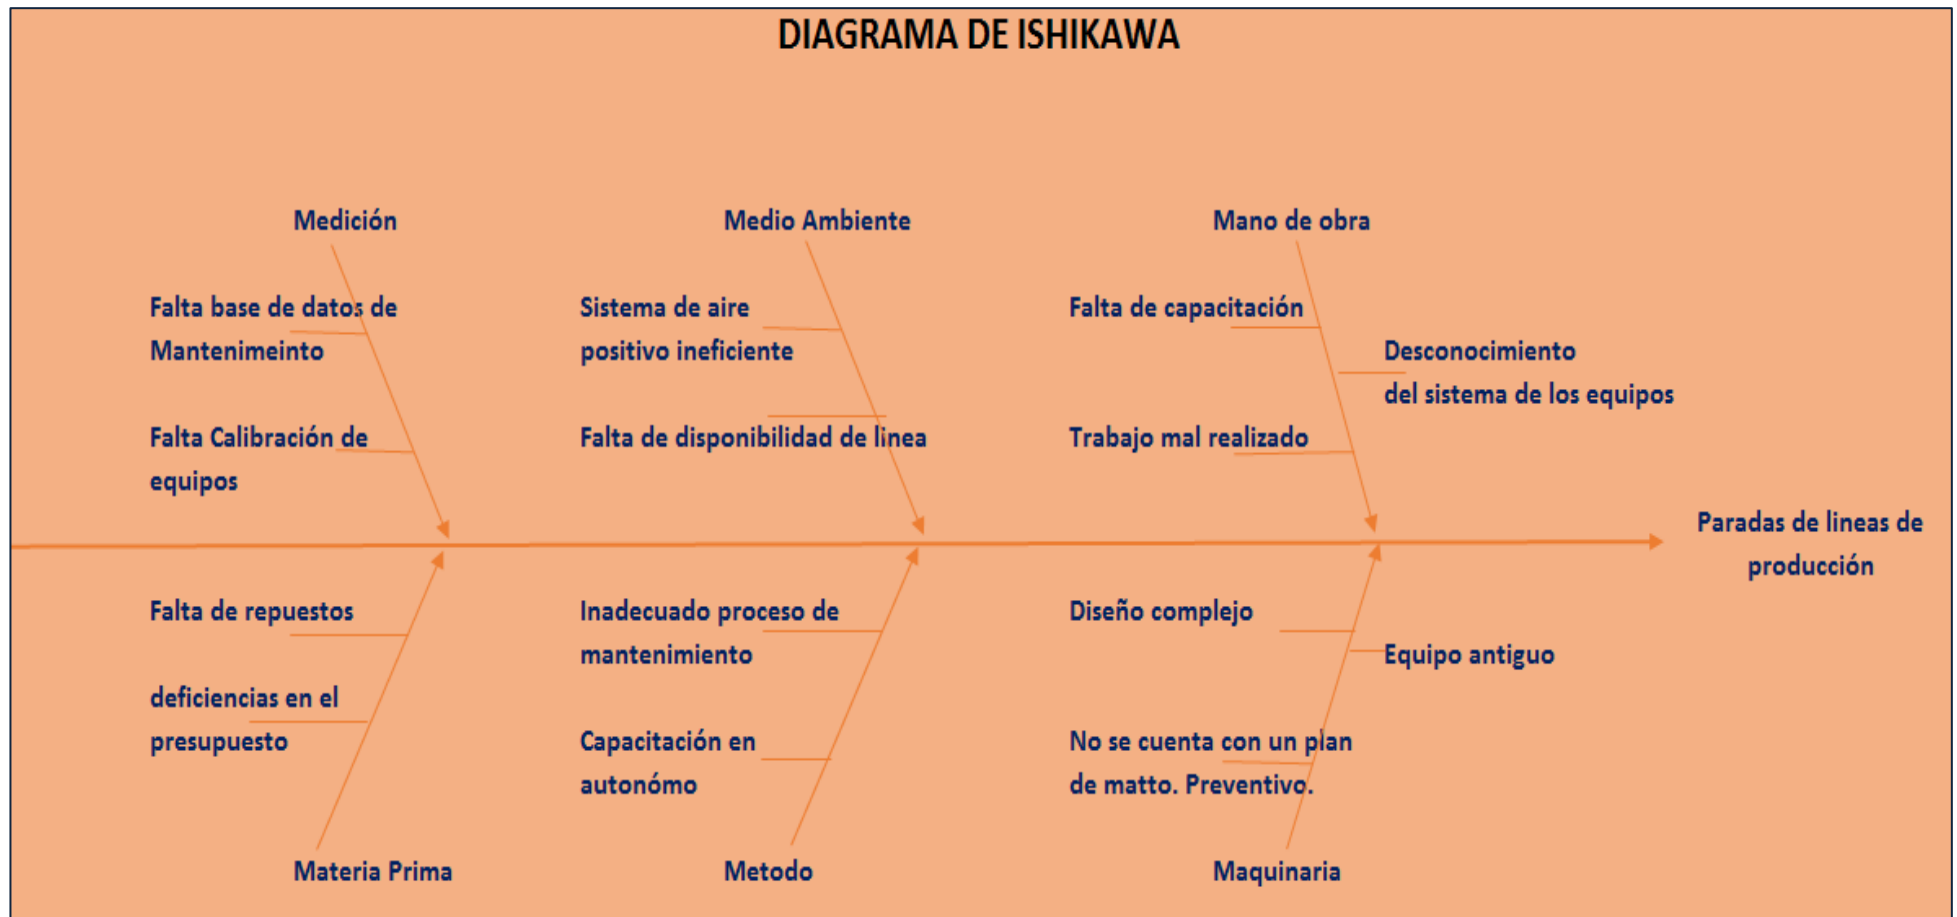 DIAGRAMA DE ISHIKAWA
Medición
Falta base de datos de
Mantenimeinto
Falta Calibración de
equipos
Medio Ambiente
Sistema de aire
positivo ineficiente
Falta de disponibilidad de linea
Mano de obra
Falta de capacitación
Desconocimiento
del sistema de los equipos
Trabajo mal realizado
Paradas de lineas de
producción
Falta de repuestos
deficiencias en el
presupuesto
Materia Prima
Inadecuado proceso de
mantenimiento
Capacitación en
autonómo
Metodo
Diseño complejo
Equipo antiguo
No se cuenta con un plan
de matto. Preventivo.
Maquinaria